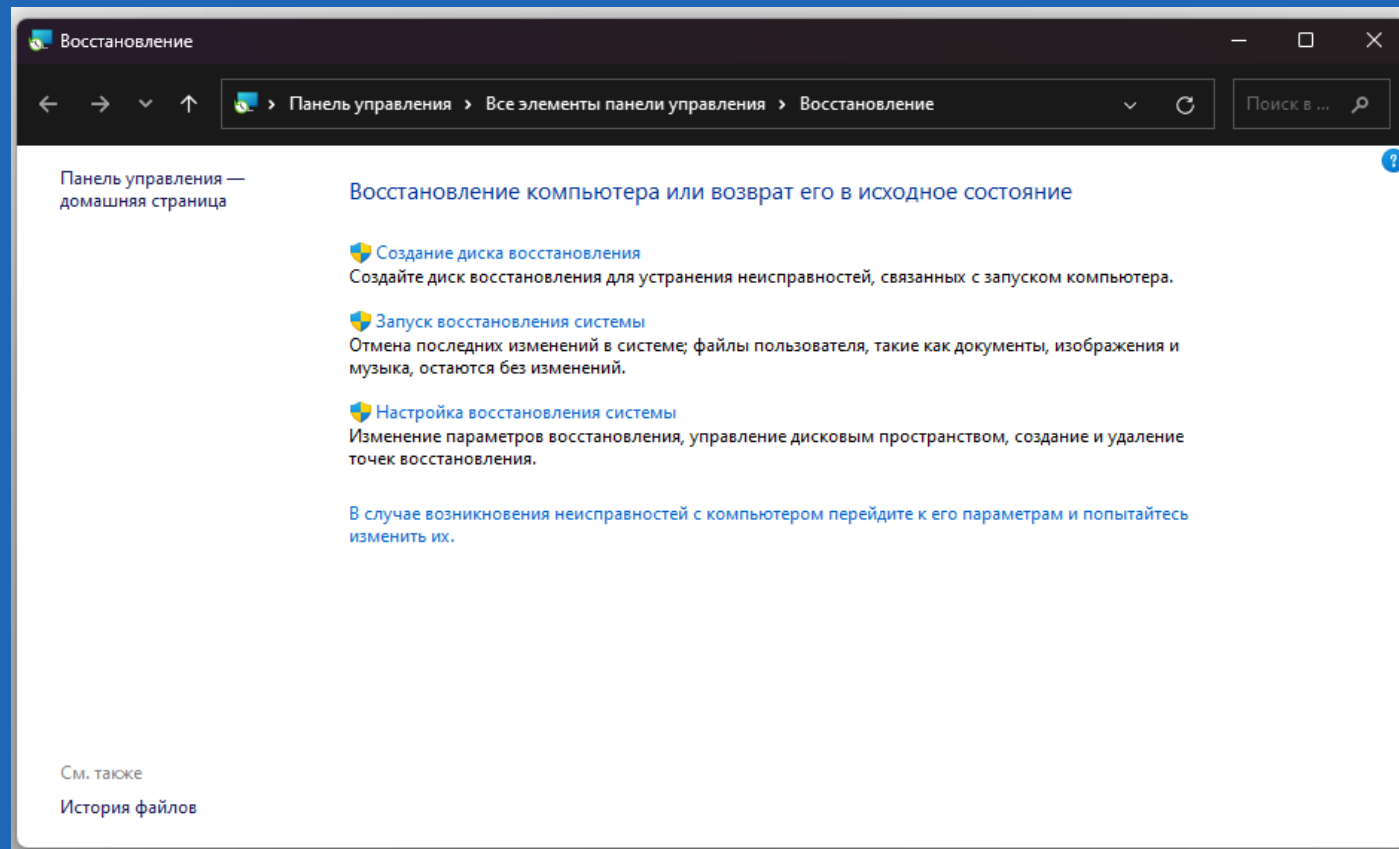 Восстановление
Панель управления > Все элементы панели управления > Восстановление
Поиск в ...
?
Панель управления —
домашняя страница
Восстановление компьютера или возврат его в исходное состояние
Создание диска восстановления
Создайте диск восстановления для устранения неисправностей, связанных с запуском компьютера.
Запуск восстановления системы
Отмена последних изменений в системе; файлы пользователя, такие как документы, изображения и
музыка, остаются без изменений.
Настройка восстановления системы
Изменение параметров восстановления, управление дисковым пространством, создание и удаление
точек восстановления.
В случае возникновения неисправностей с компьютером перейдите к его параметрам и попытайтесь
изменить их.
См. также
История файлов